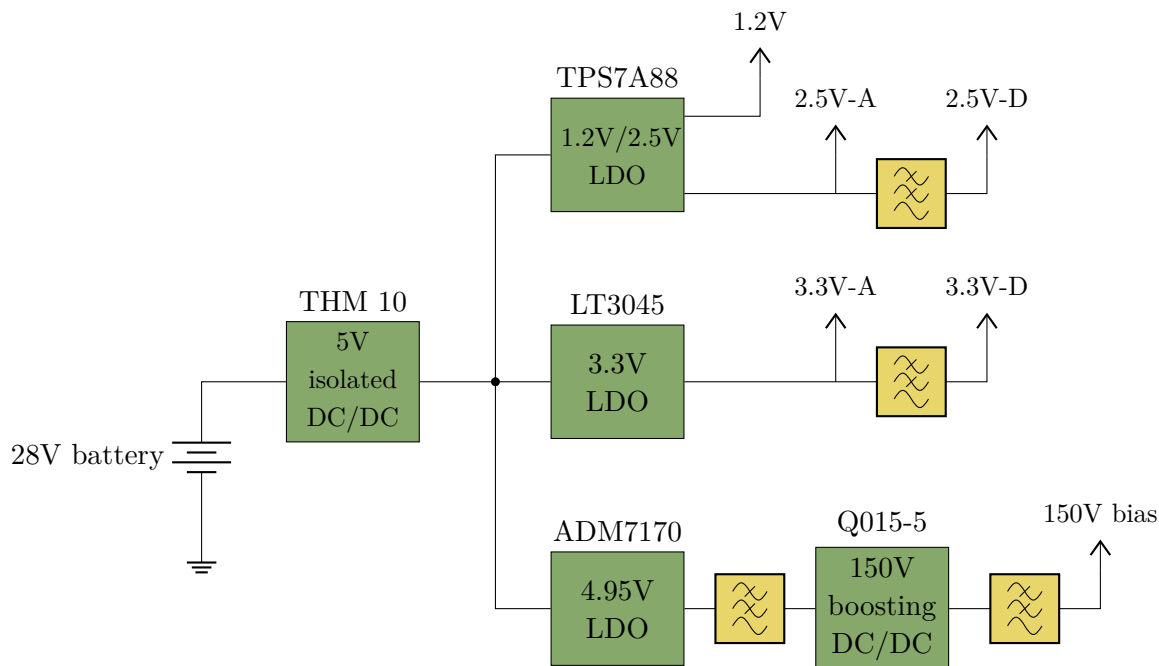 1.2V
TPS7A88
1.2V/2.5V
LDO
2.5V-A
2.5V-D
THM 10
5V
isolated
DC/DC
LT3045
3.3V
LDO
3.3V-A
3.3V-D
28V battery
ADM7170
4.95V
LDO
Q015-5
150V
boosting
DC/DC
150V bias